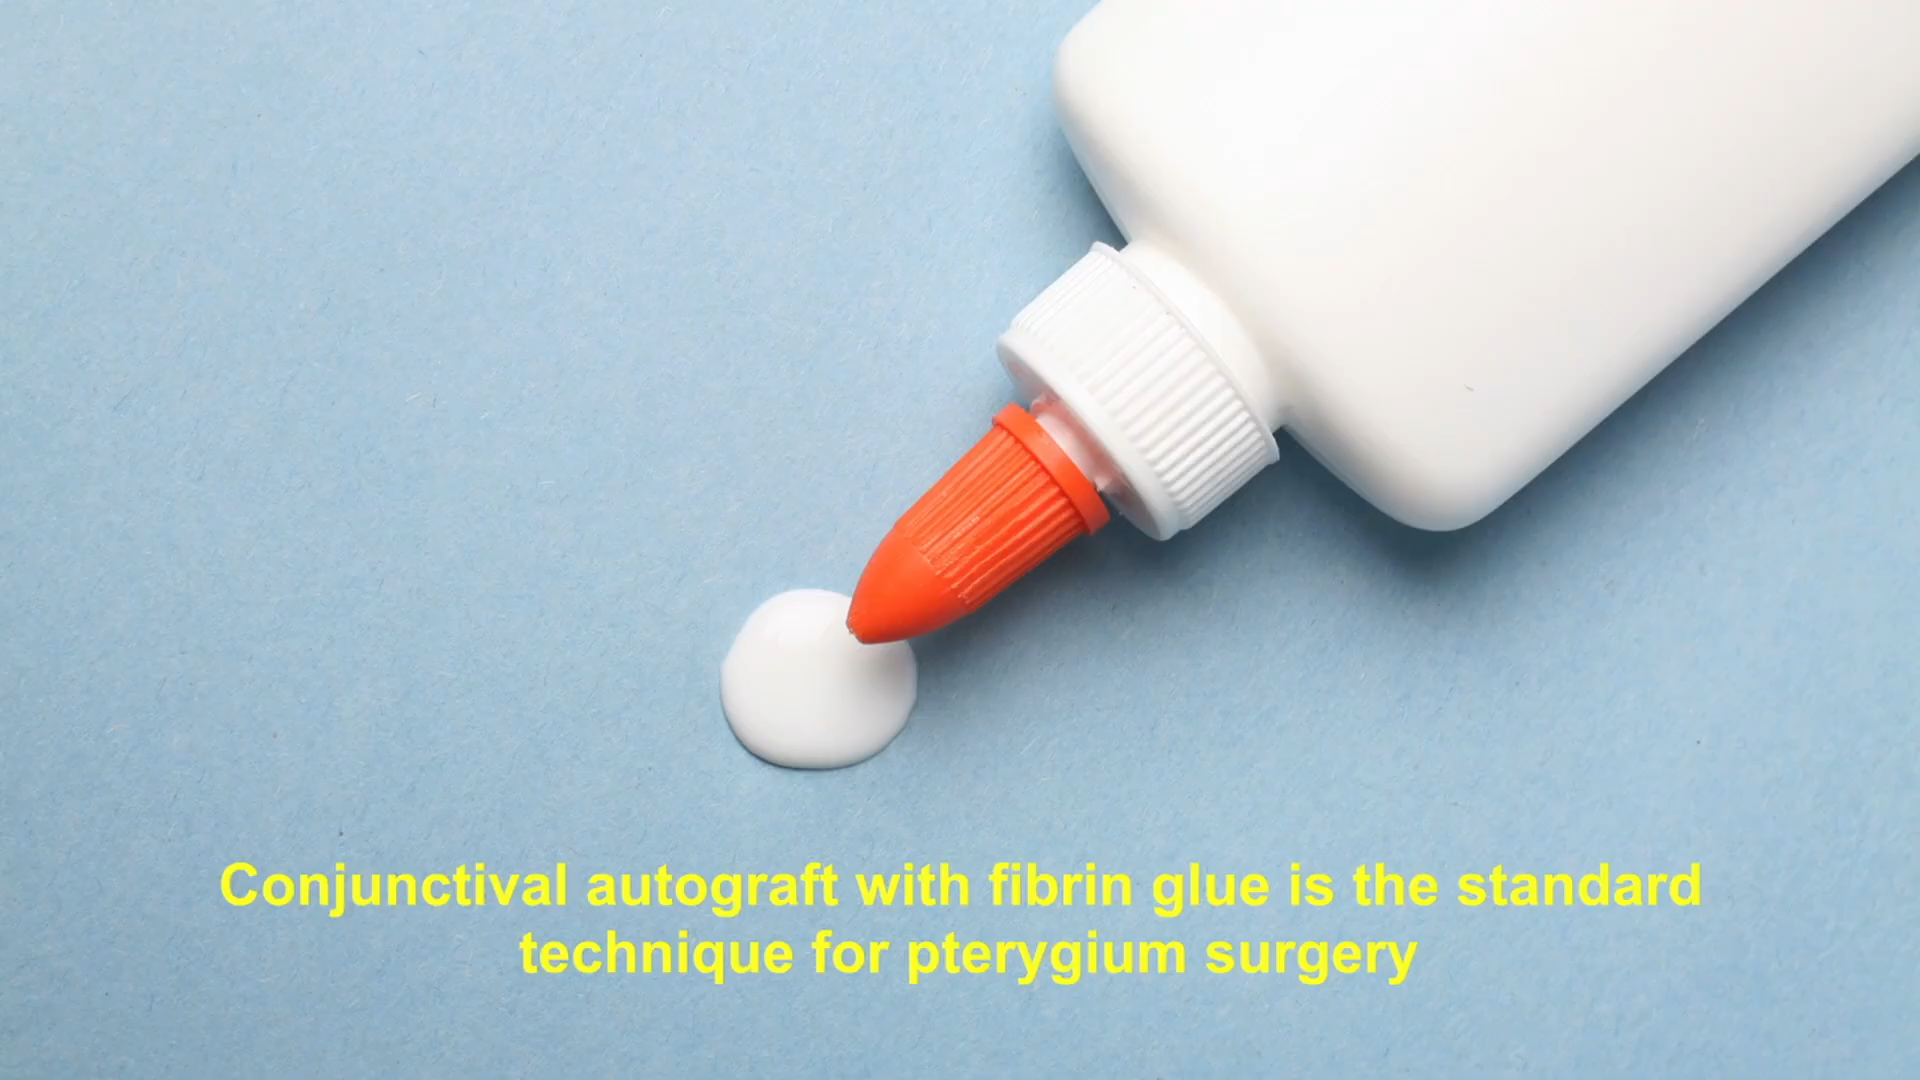 Conjunctival autograft with fibrin glue is the standard
technique for pterygium surgery